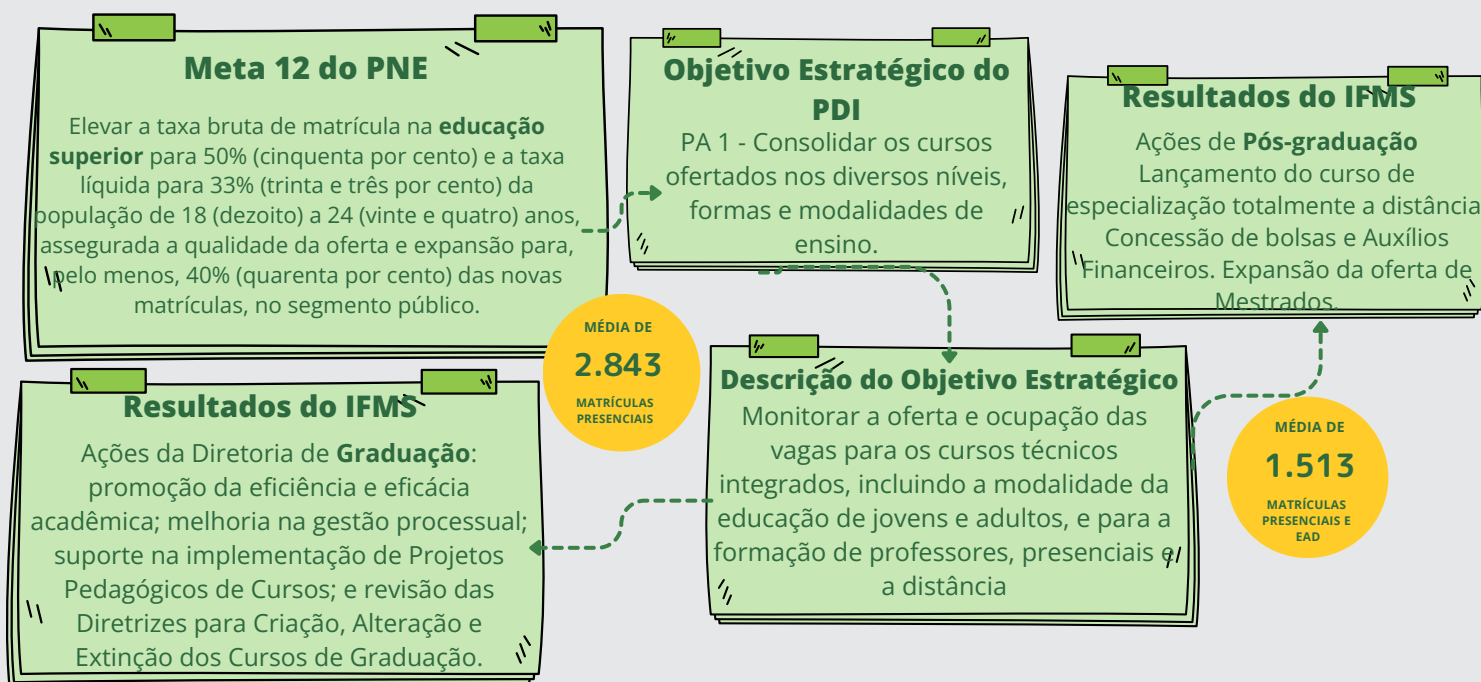 Meta 12 do PNE
Elevar a taxa bruta de matrícula na educação
superior para 50% (cinquenta por cento) e a taxa
líquida para 33% (trinta e três por cento) da
população de 18 (dezoito) a 24 (vinte e quatro) anos,
assegurada a qualidade da oferta e expansão para,
pelo menos, 40% (quarenta por cento) das novas
matrículas, no segmento público.
Objetivo Estratégico do
PDI
PA 1 - Consolidar os cursos
ofertados nos diversos níveis,
formas e modalidades de
ensino.
Descrição do Objetivo Estratégico
Monitorar a oferta e ocupação das
vagas para os cursos técnicos
integrados, incluindo a modalidade da
educação de jovens e adultos, e para a
formação de professores, presenciais e
a distância
Resultados do IFMS
Ações da Diretoria de Graduação:
promoção da eficiência e eficácia
acadêmica; melhoria na gestão processual;
suporte na implementação de Projetos
Pedagógicos de Cursos; e revisão das
Diretrizes para Criação, Alteração e
Extinção dos Cursos de Graduação.
MÉDIA DE
2.843
MATRÍCULAS
PRESENCIAIS
Resultados do IFMS
Ações de Pós-graduação
Lançamento do curso de
especialização totalmente a distância
Concessão de bolsas e Auxílios
Financeiros. Expansão da oferta de
Mestrados.
MÉDIA DE
1.513
MATRÍCULAS
PRESENCIAIS E
EAD